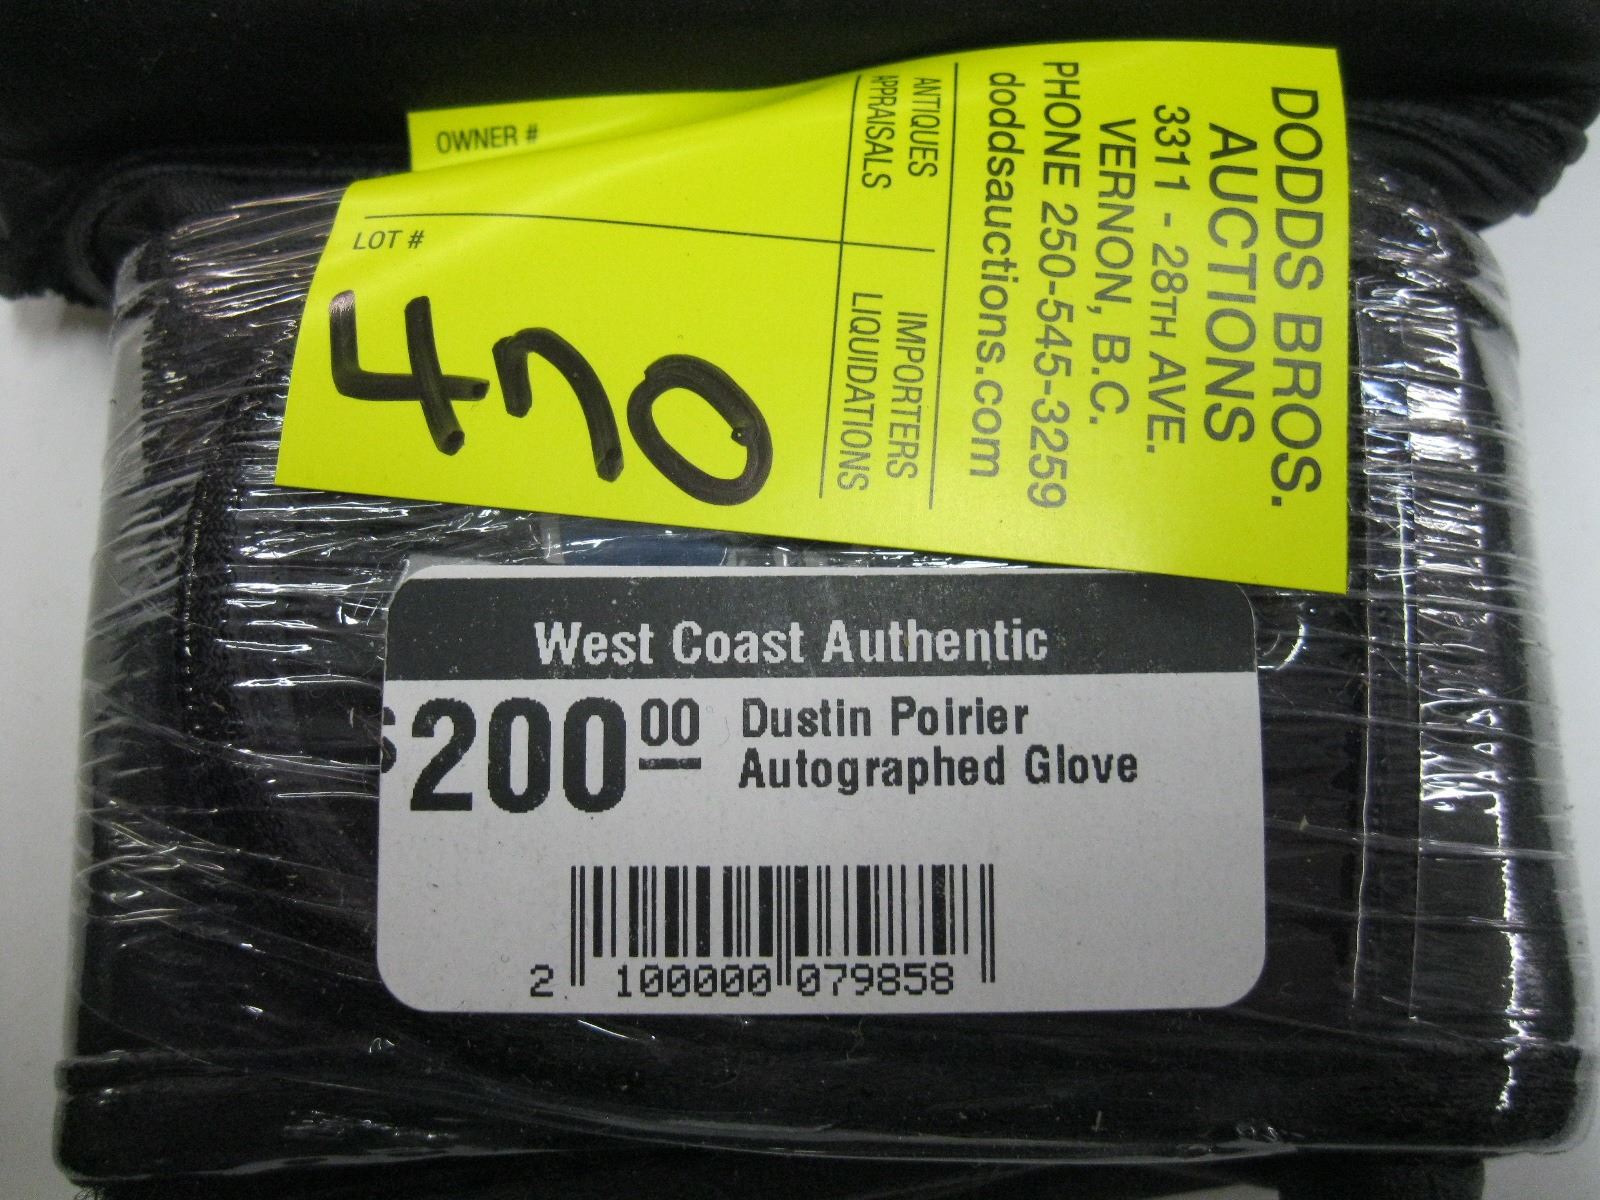 DODDS BROS.
AUCTIONS
3311 - 28TH AVE.
VERNON, B.C.
PHONE 250-545-3259
doddsauctions.com
ANTIQUES
APPRAISALS
IMPORTERS
LIQUIDATIONS
OWNER #
LOT #
470
West Coast Authentic
$200 00
Dustin Poirier
Autographed Glove
2 100000 079858